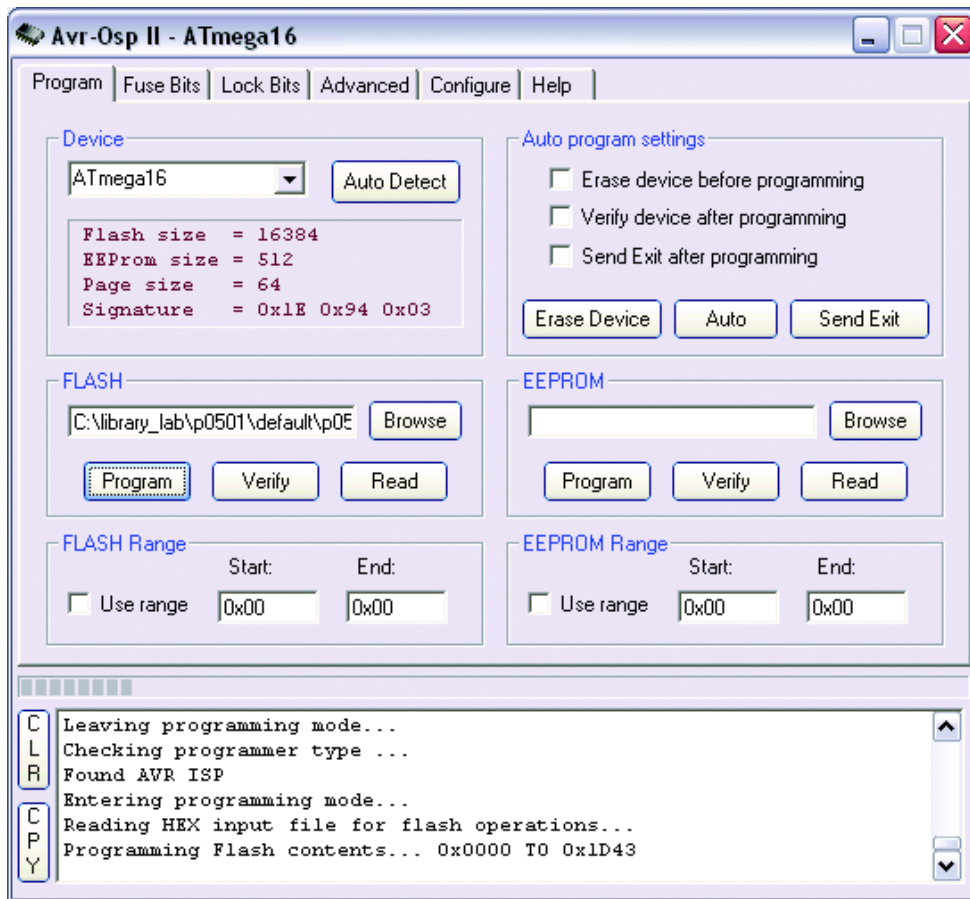 Avr-Osp II - ATmega16
Program Fuse Bits Lock Bits Advanced Configure Help
Device
ATmega16 Auto Detect
Flash size = 16384
EEProm size = 512
Page size = 64
Signature = 0x1E 0x94 0x03
Auto program settings
Erase device before programming
Verify device after programming
Send Exit after programming
Erase Device Auto Send Exit
FLASH
C:\library_lab\p0501\default\p05 Browse
Program Verify Read
EEPROM
Browse
Program Verify Read
FLASH Range
Start: End:
Use range 0x00 0x00
EEPROM Range
Start: End:
Use range 0x00 0x00
CLR
CPY
Leaving programming mode...
Checking programmer type ...
Found AVR ISP
Entering programming mode...
Reading HEX input file for flash operations...
Programming Flash contents... 0x0000 TO 0x1D43